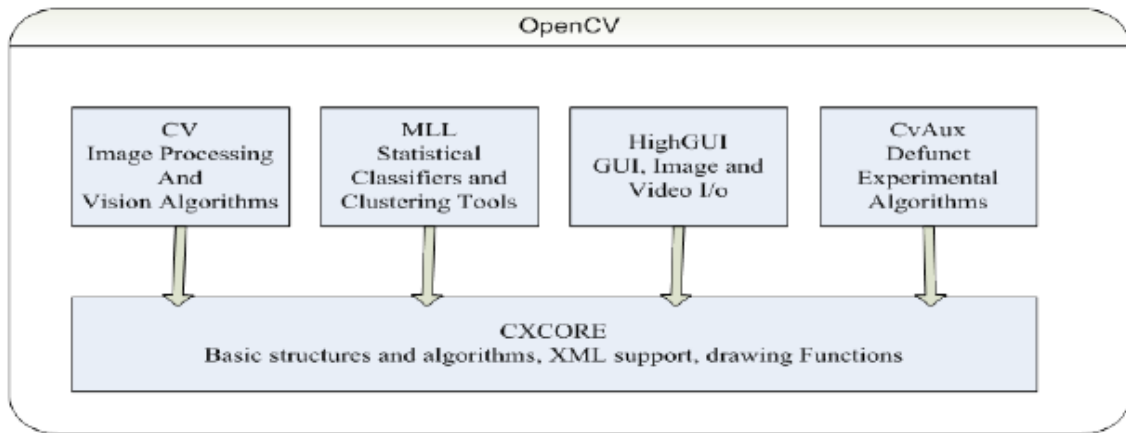 OpenCV
CV
Image Processing
And
Vision Algorithms
MLL
Statistical
Classifiers and
Clustering Tools
HighGUI
GUI, Image and
Video I/o
CvAux
Defunct
Experimental
Algorithms
CXCORE
Basic structures and algorithms, XML support, drawing Functions